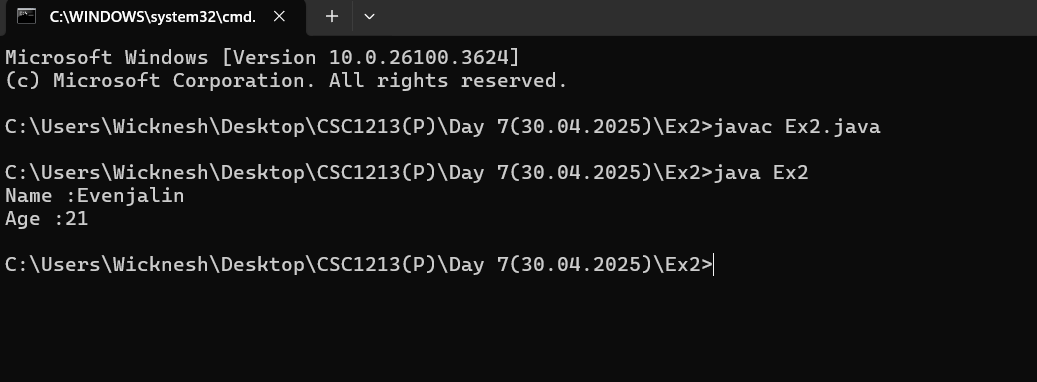 C:\WINDOWS\system32\cmd.
Microsoft Windows [Version 10.0.26100.3624]
(c) Microsoft Corporation. All rights reserved.
C:\Users\Wicknesh\Desktop\CSC1213(P)\Day 7(30.04.2025)\Ex2>javac Ex2.java
C:\Users\Wicknesh\Desktop\CSC1213(P)\Day 7(30.04.2025)\Ex2>java Ex2
Name :Evenjalin
Age :21
C:\Users\Wicknesh\Desktop\CSC1213(P)\Day 7(30.04.2025)\Ex2>